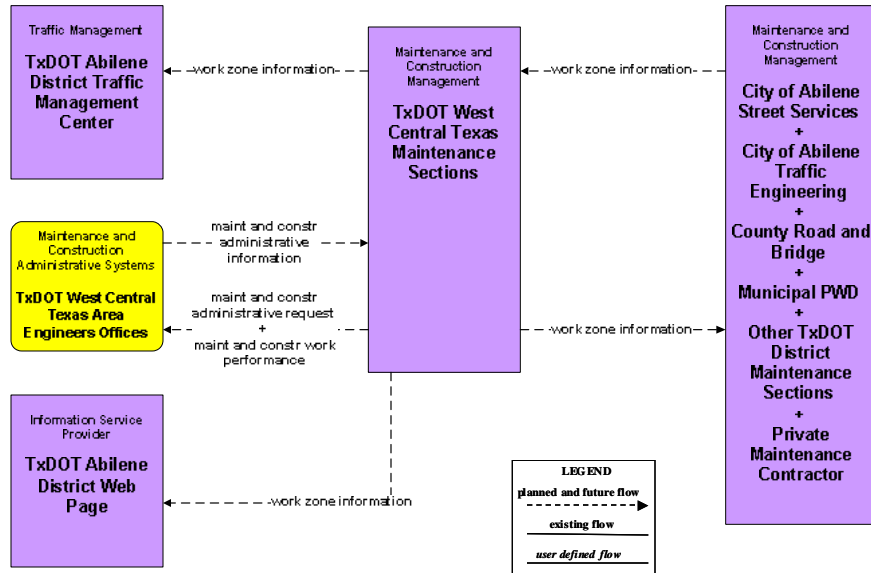 Traffic Management
TxDOT Abilene
District Traffic
Management
Center
work zone information
Maintenance and
Construction
Management
TxDOT West
Central Texas
Maintenance
Sections
work zone information
Maintenance and
Construction
Management
City of Abilene
Street Services
+
City of Abilene
Traffic
Engineering
+
County Road and
Bridge
+
Municipal PWD
+
Other TxDOT
District
Maintenance
Sections
+
Private
Maintenance
Contractor
Maintenance and
Construction
Administrative Systems
TxDOT West Central
Texas Area
Engineers Offices
maint and constr
administrative
information
maint and constr
administrative request
+
maint and constr work
performance
work zone information
Information Service
Provider
TxDOT Abilene
District Web
Page
work zone information
LEGEND
planned and future flow
existing flow
user defined flow